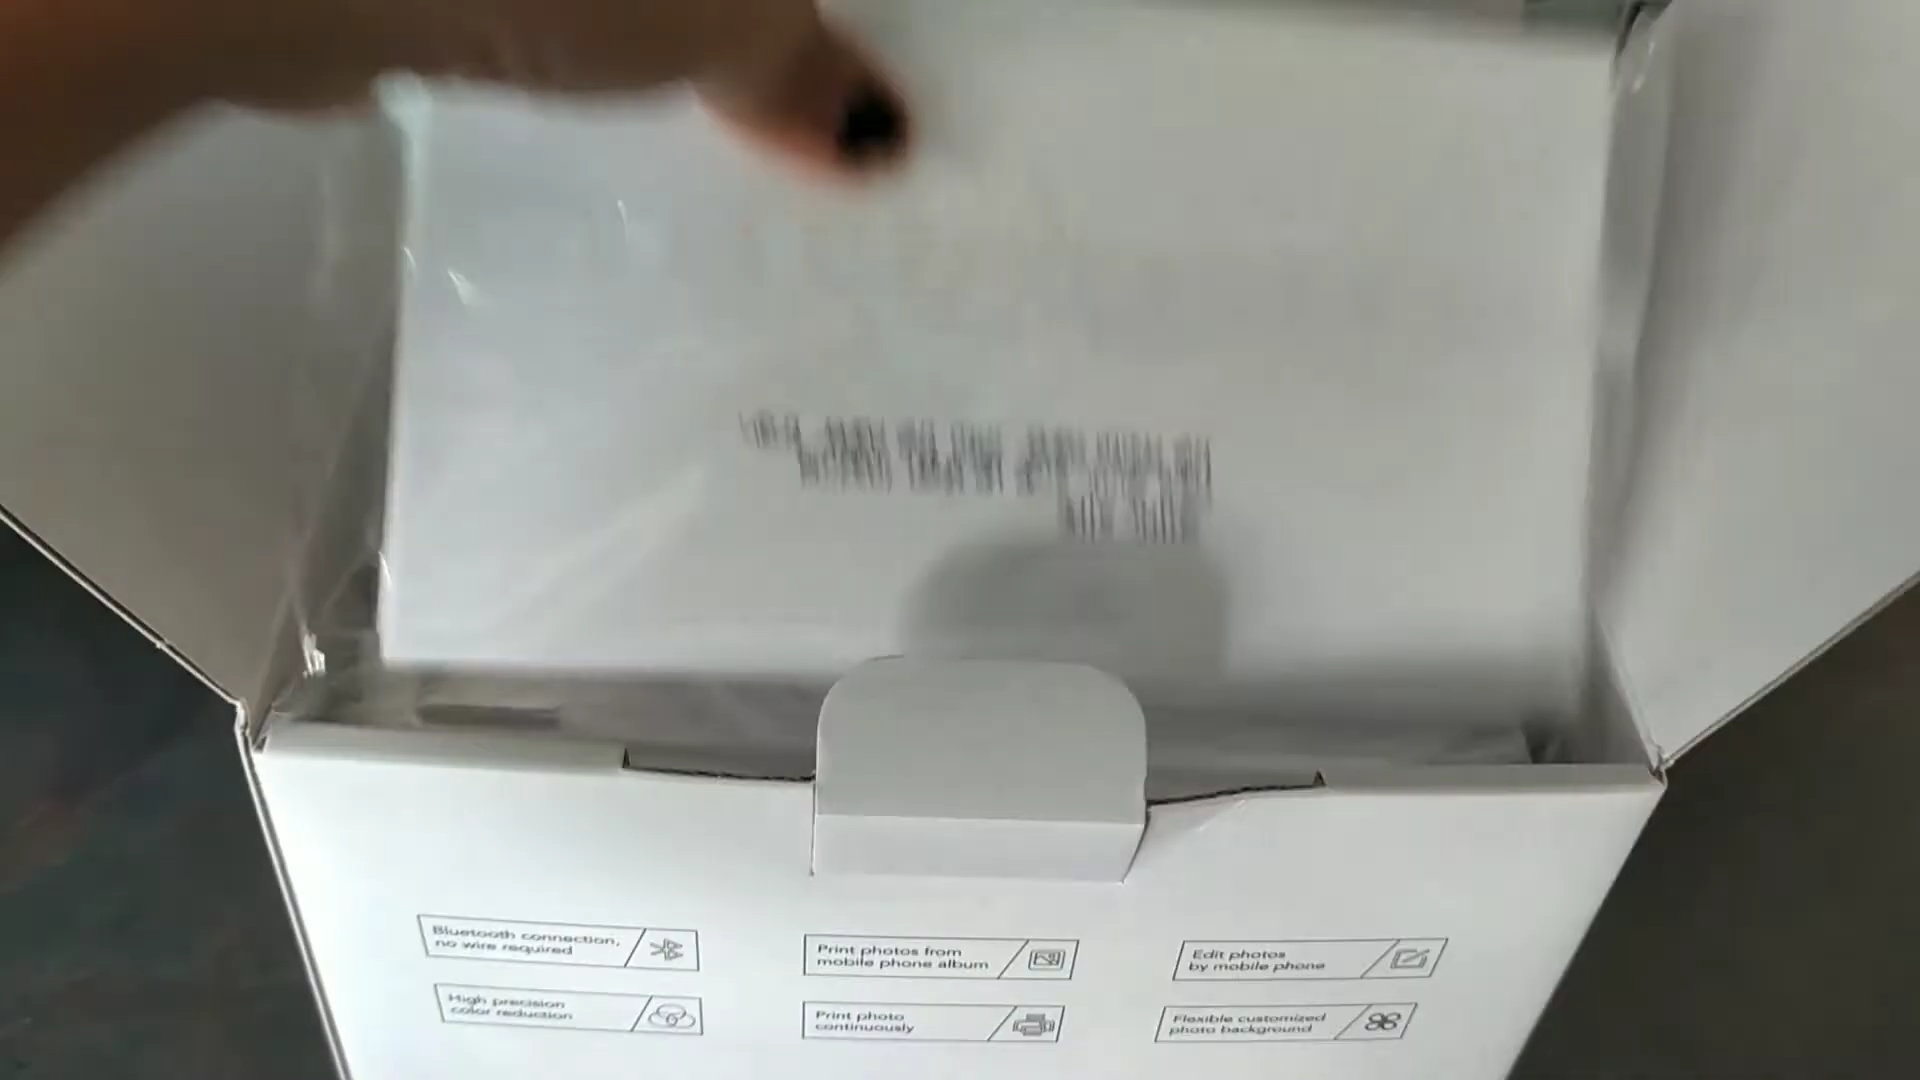 Bluetooth connection,
no wire required
Print photos from
mobile phone album
Edit photos
by mobile phone
High precision
color reduction
Print photo
continuously
Flexible customized
photo background